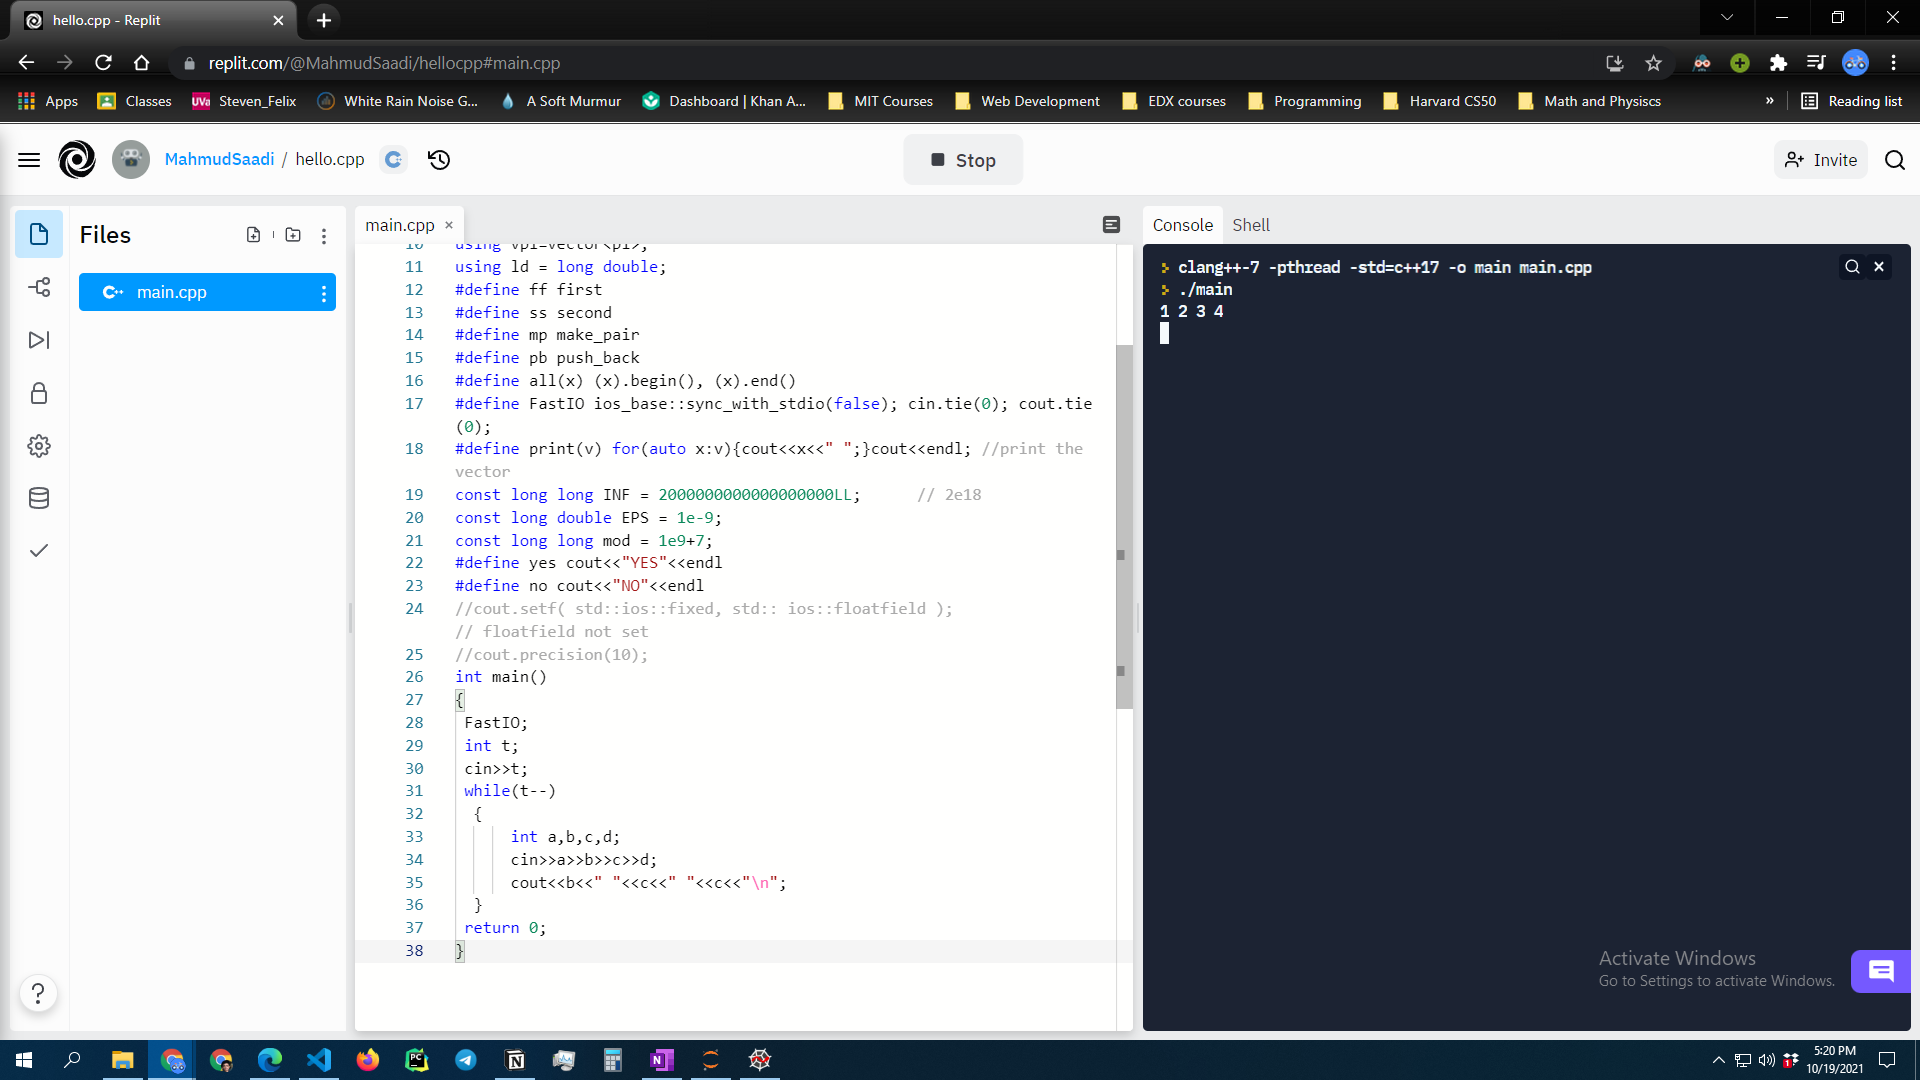 hello.cpp - Replit
replit.com/@MahmudSaadi/hellocpp#main.cpp
Apps Classes UVa Steven_Felix White Rain Noise G... A Soft Murmur Dashboard | Khan A... MIT Courses Web Development EDX courses Programming Harvard CS50 Math and Physiscs » Reading list
MahmudSaadi / hello.cpp
Stop
Invite
Files
main.cpp
main.cpp ×
10 using vpi=vector<pi>;
11 using ld = long double;
12 #define ff first
13 #define ss second
14 #define mp make_pair
15 #define pb push_back
16 #define all(x) (x).begin(), (x).end()
17 #define FastIO ios_base::sync_with_stdio(false); cin.tie(0); cout.tie
(0);
18 #define print(v) for(auto x:v){cout<<x<<" ";}cout<<endl; //print the
vector
19 const long long INF = 2000000000000000000LL; // 2e18
20 const long double EPS = 1e-9;
21 const long long mod = 1e9+7;
22 #define yes cout<<"YES"<<endl
23 #define no cout<<"NO"<<endl
24 //cout.setf( std::ios::fixed, std:: ios::floatfield );
// floatfield not set
25 //cout.precision(10);
26 int main()
27 {
28 FastIO;
29 int t;
30 cin>>t;
31 while(t--)
32 {
33 int a,b,c,d;
34 cin>>a>>b>>c>>d;
35 cout<<b<<" "<<c<<" "<<c<<"\n";
36 }
37 return 0;
38 }
Console Shell
> clang++-7 -pthread -std=c++17 -o main main.cpp
> ./main
1 2 3 4
Activate Windows
Go to Settings to activate Windows.
?
5:20 PM
10/19/2021